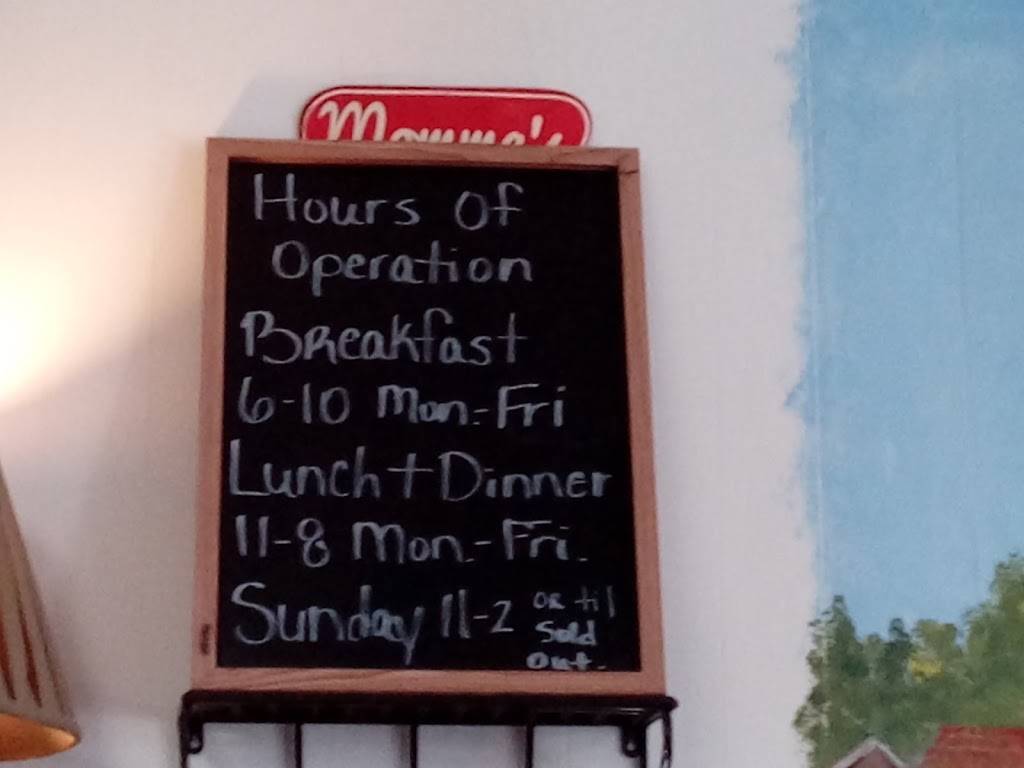 Momma's
Hours Of
Operation
Breakfast
6-10 Mon.-Fri
Lunch + Dinner
11-8 Mon.-Fri.
Sunday 11-2 or til
Sold
Out.